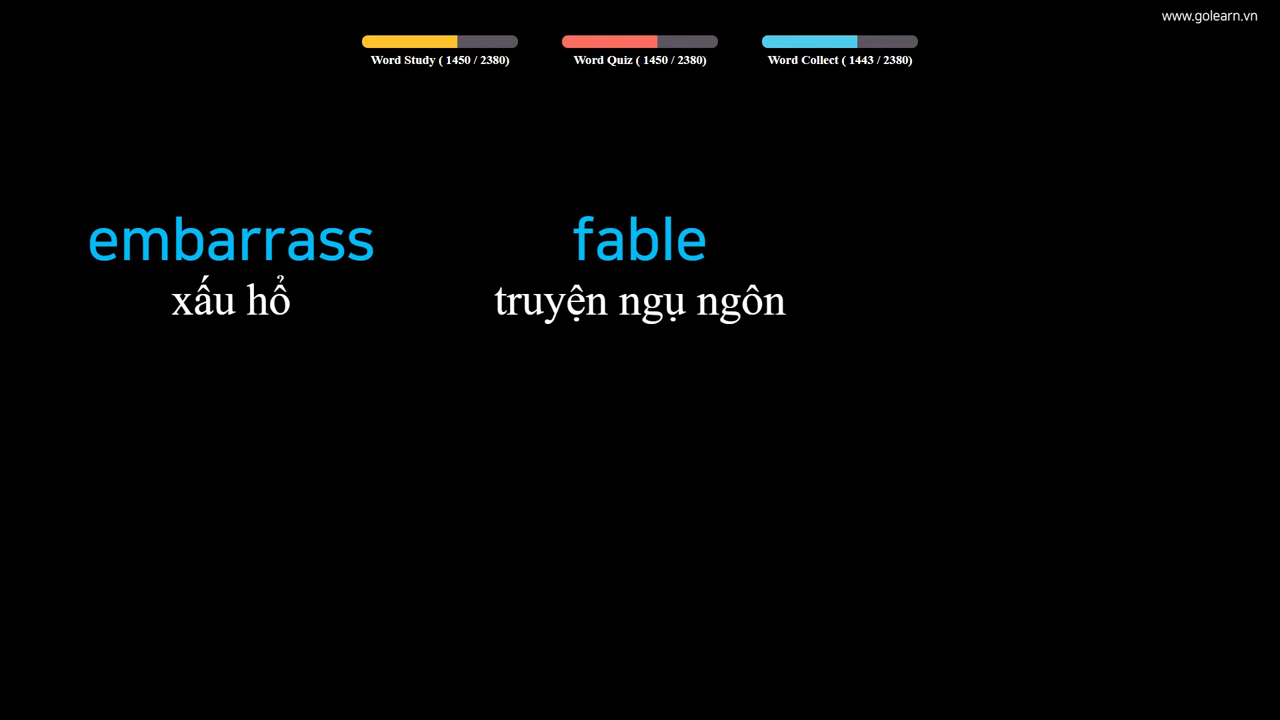 www.golearn.vn
Word Study ( 1450 / 2380)
Word Quiz ( 1450 / 2380)
Word Collect ( 1443 / 2380)
embarrass
xấu hổ
fable
truyện ngụ ngôn